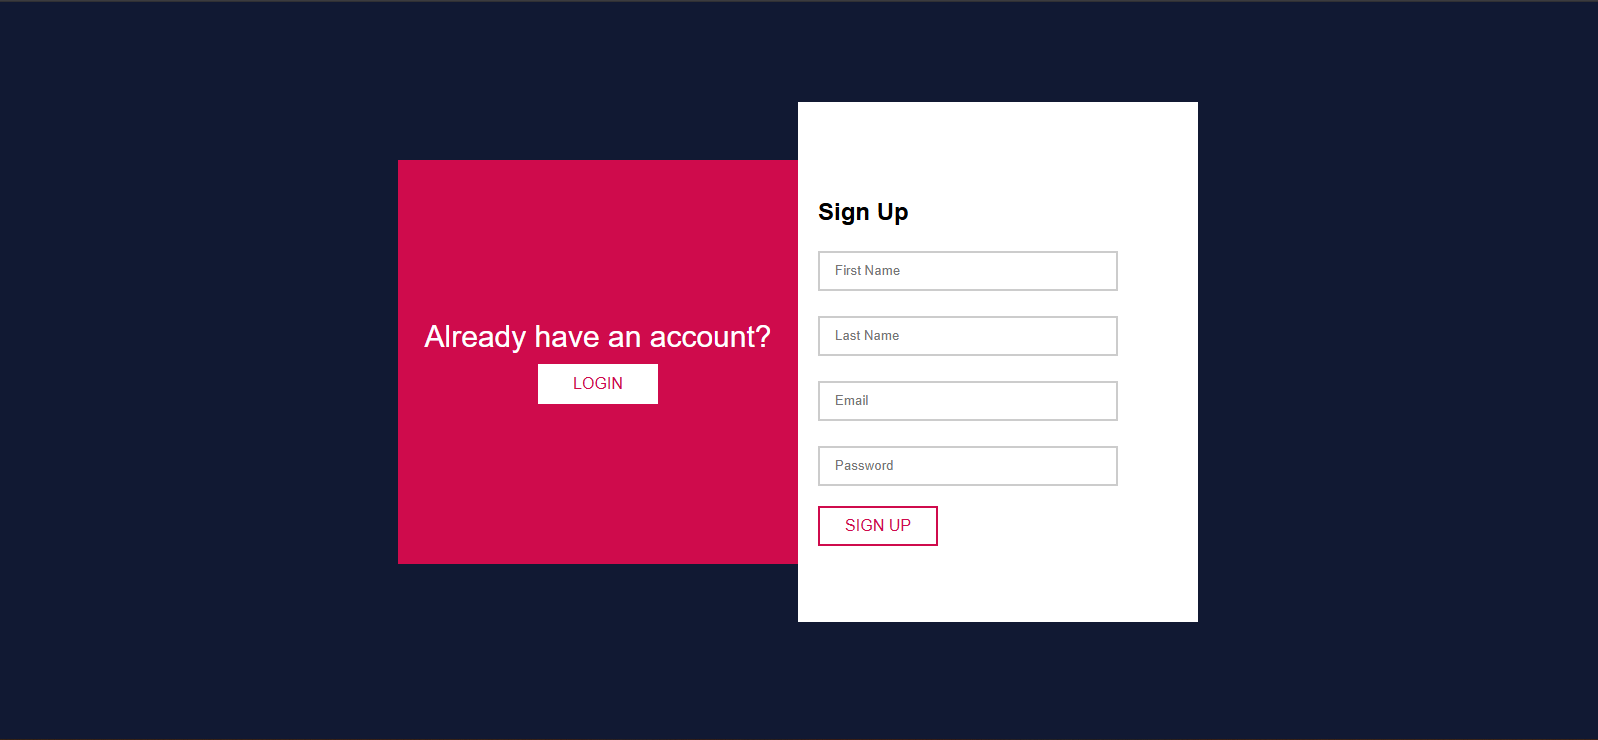 Already have an account?
LOGIN
Sign Up
First Name
Last Name
Email
Password
SIGN UP